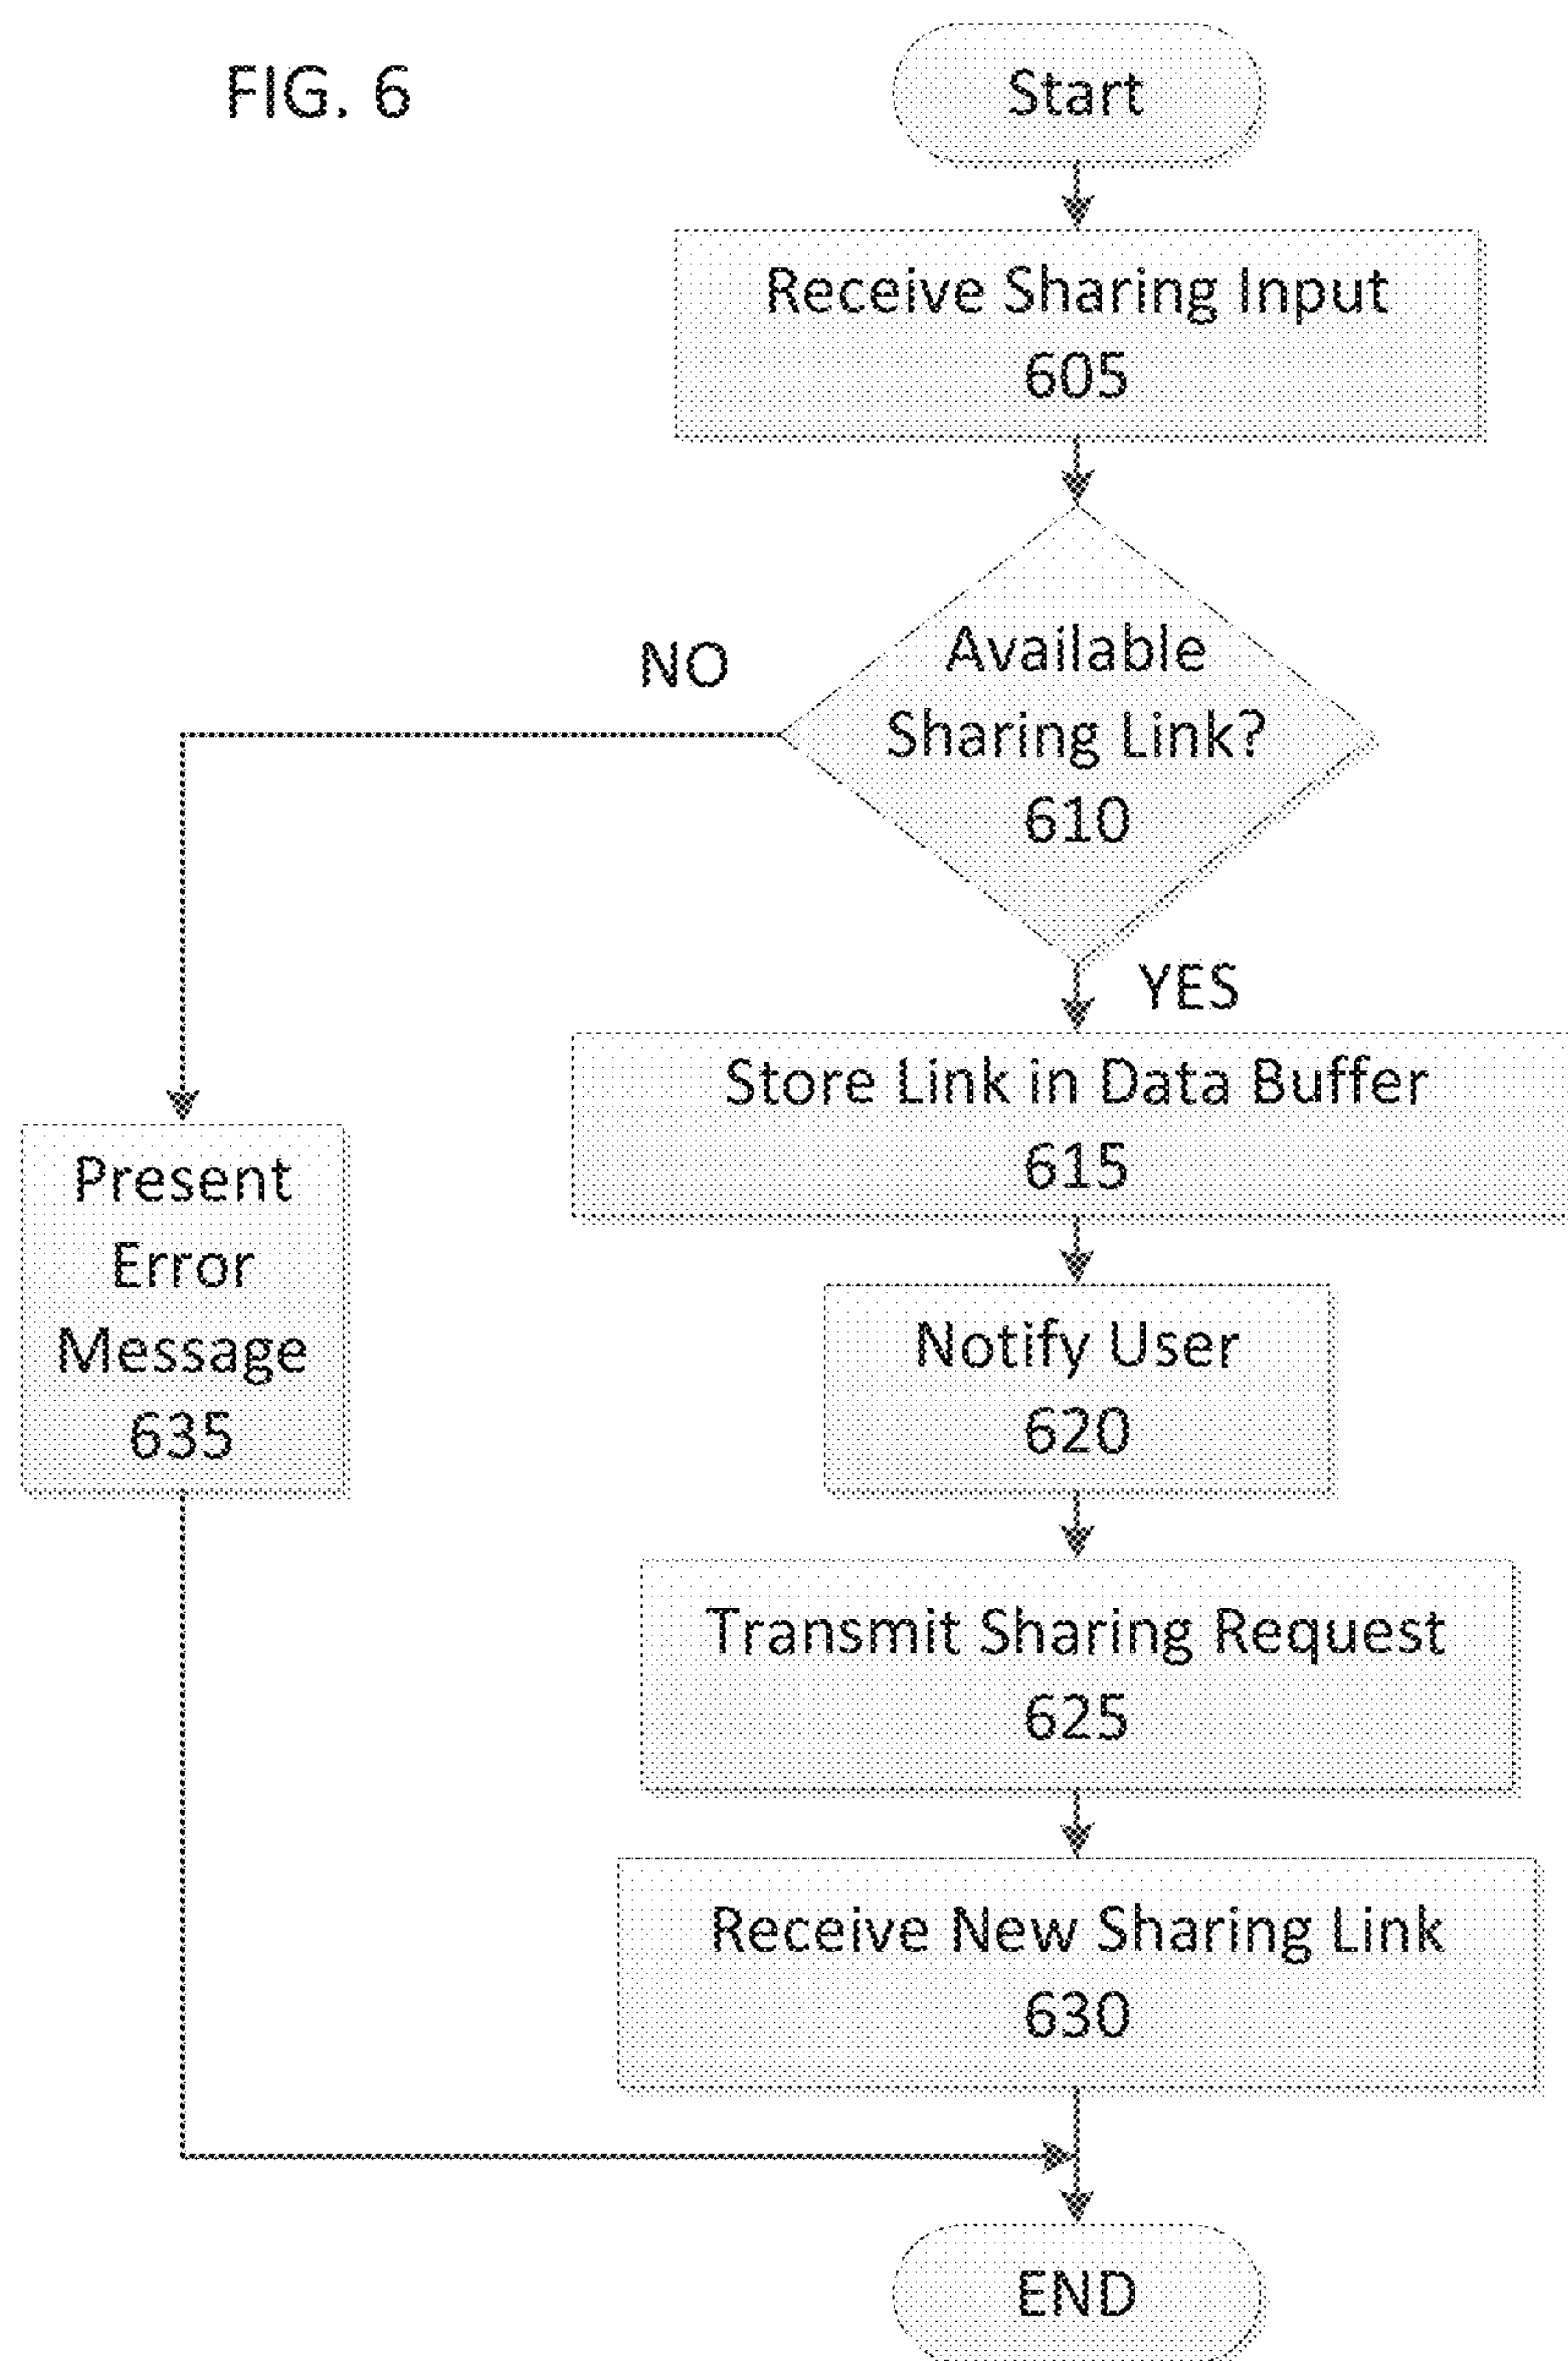 FIG. 6
Start
Receive Sharing Input
605
Available
Sharing Link?
610
NO
YES
Store Link in Data Buffer
615
Present
Error
Message
635
Notify User
620
Transmit Sharing Request
625
Receive New Sharing Link
630
END